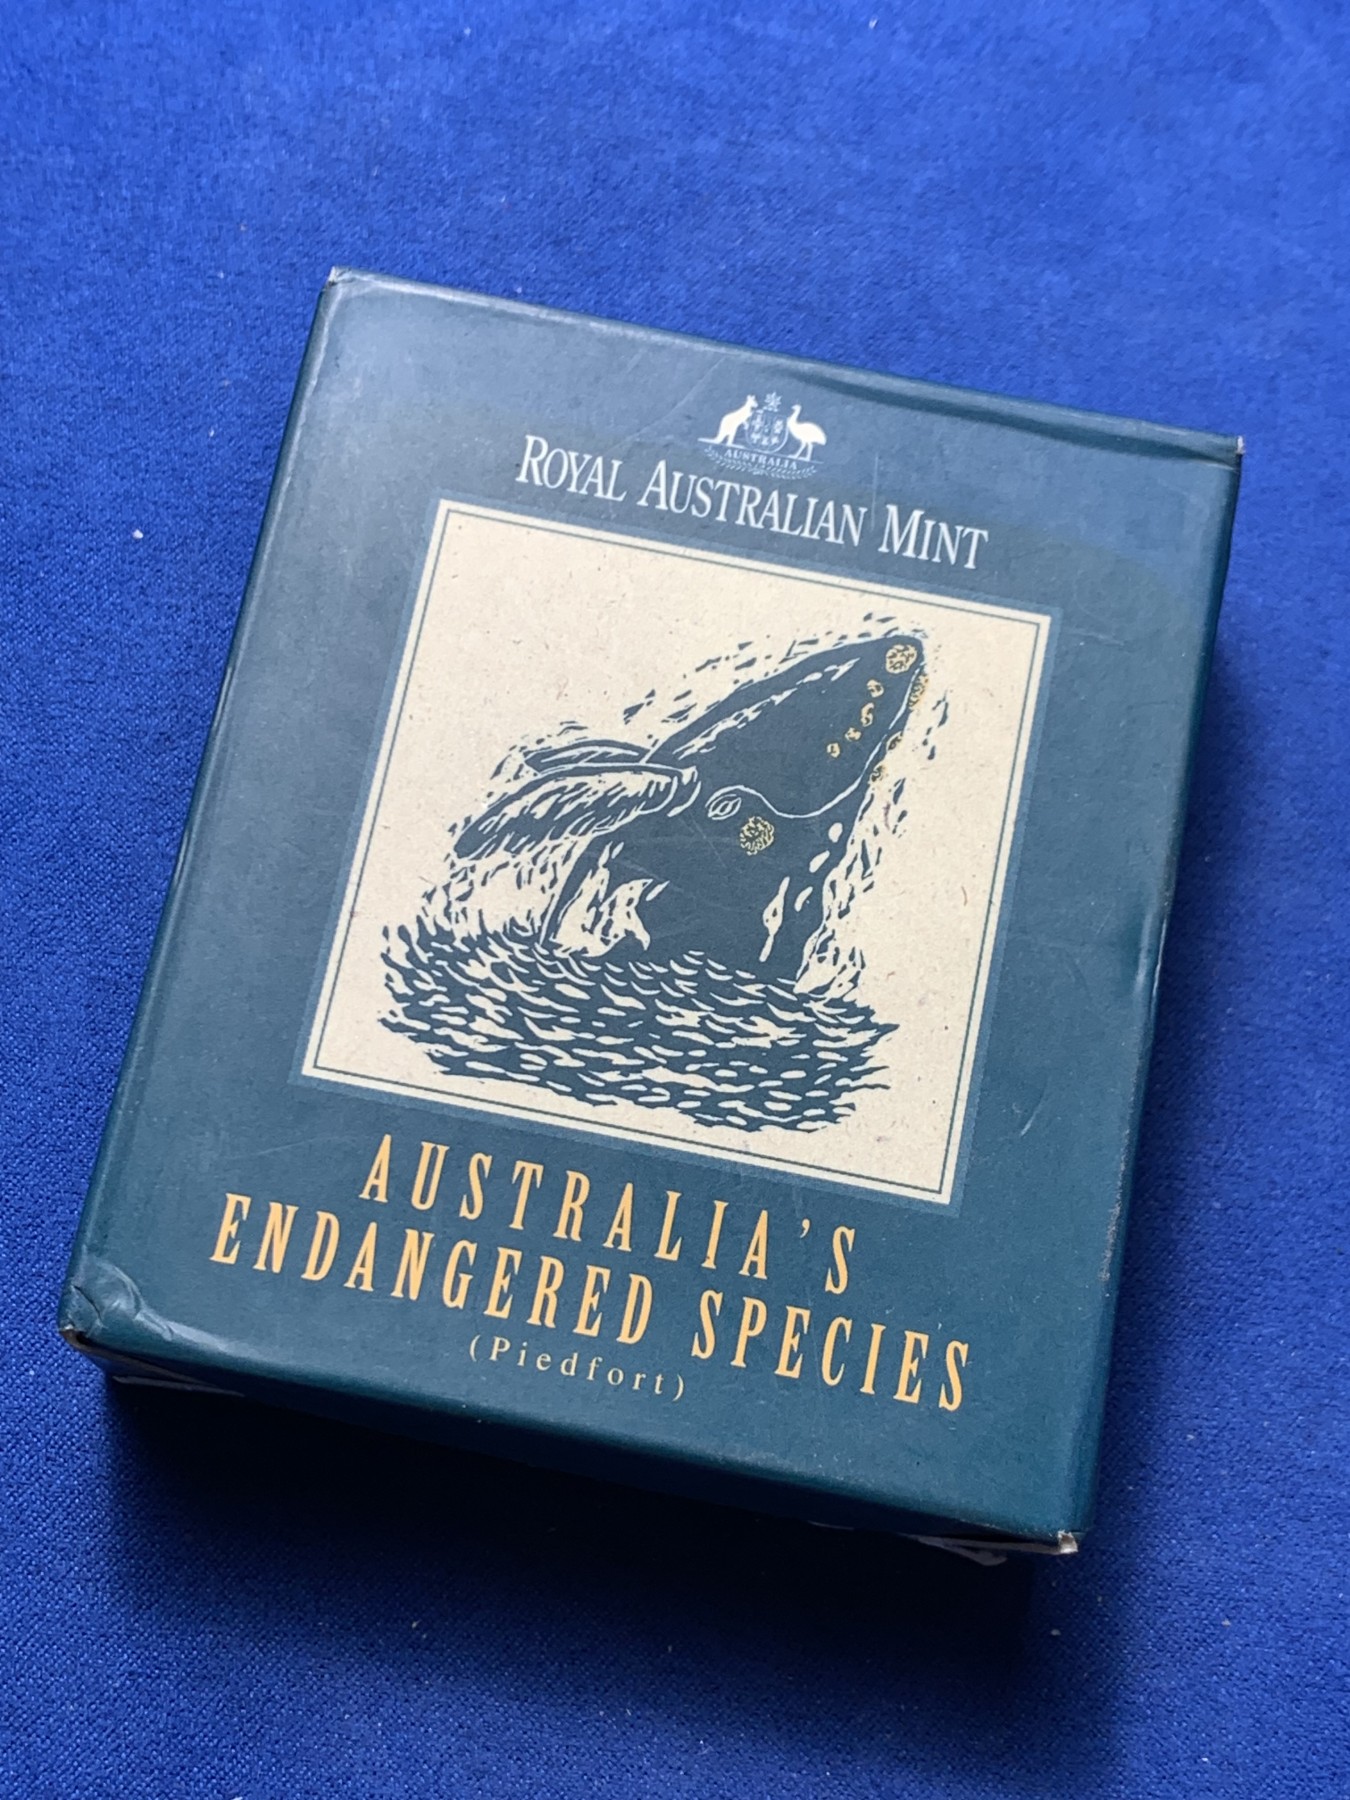 AUSTRALIA
ROYAL AUSTRALIAN MINT
AUSTRALIA'S
ENDANGERED SPECIES
(Piedfort)